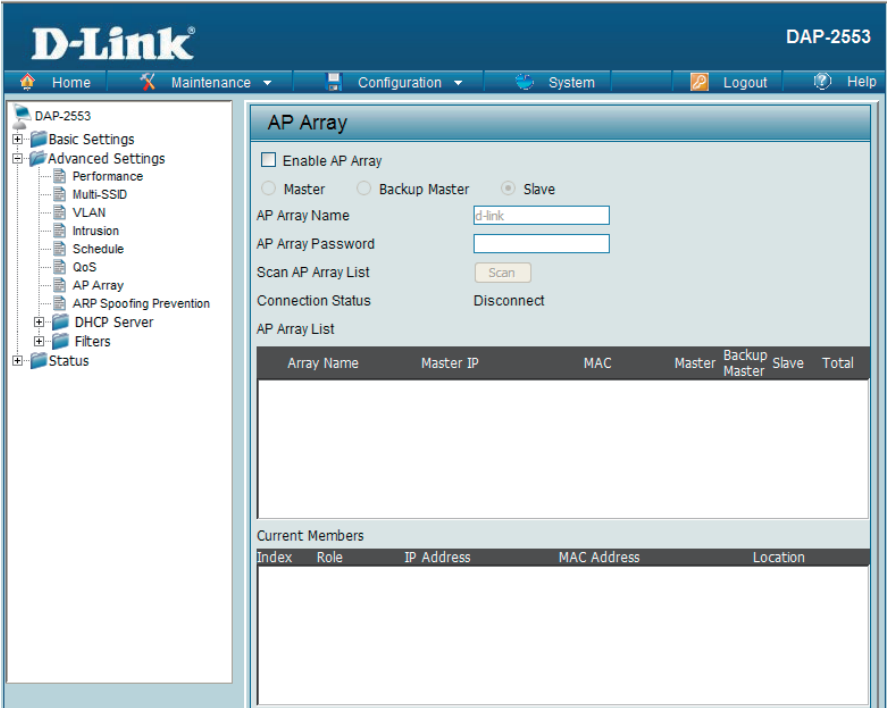 D-Link®
DAP-2553
Home Maintenance Configuration System Logout Help
DAP-2553
Basic Settings
Advanced Settings
Performance
Multi-SSID
VLAN
Intrusion
Schedule
QoS
AP Array
ARP Spoofing Prevention
DHCP Server
Filters
Status
AP Array
Enable AP Array
Master Backup Master Slave
AP Array Name d-link
AP Array Password
Scan AP Array List Scan
Connection Status Disconnect
AP Array List
Array Name Master IP MAC Master Backup Master Slave Total
Current Members
Index Role IP Address MAC Address Location